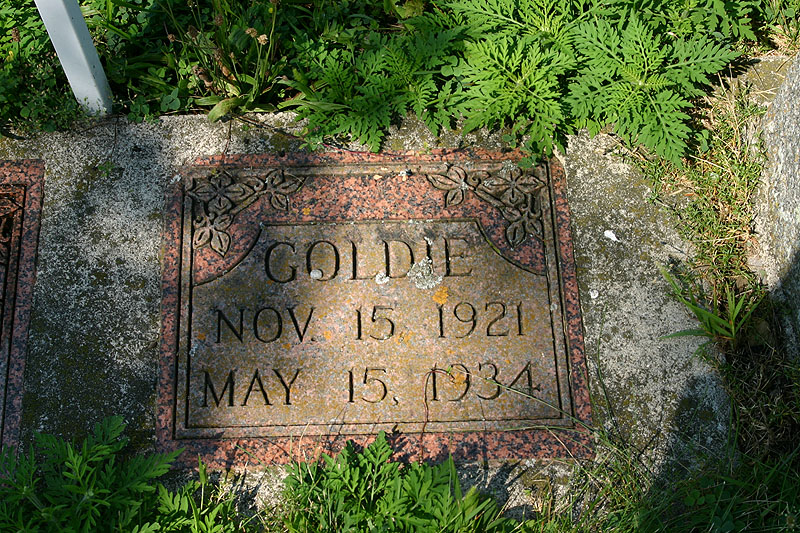 GOLDIE
NOV. 15, 1921
MAY 15, 1934